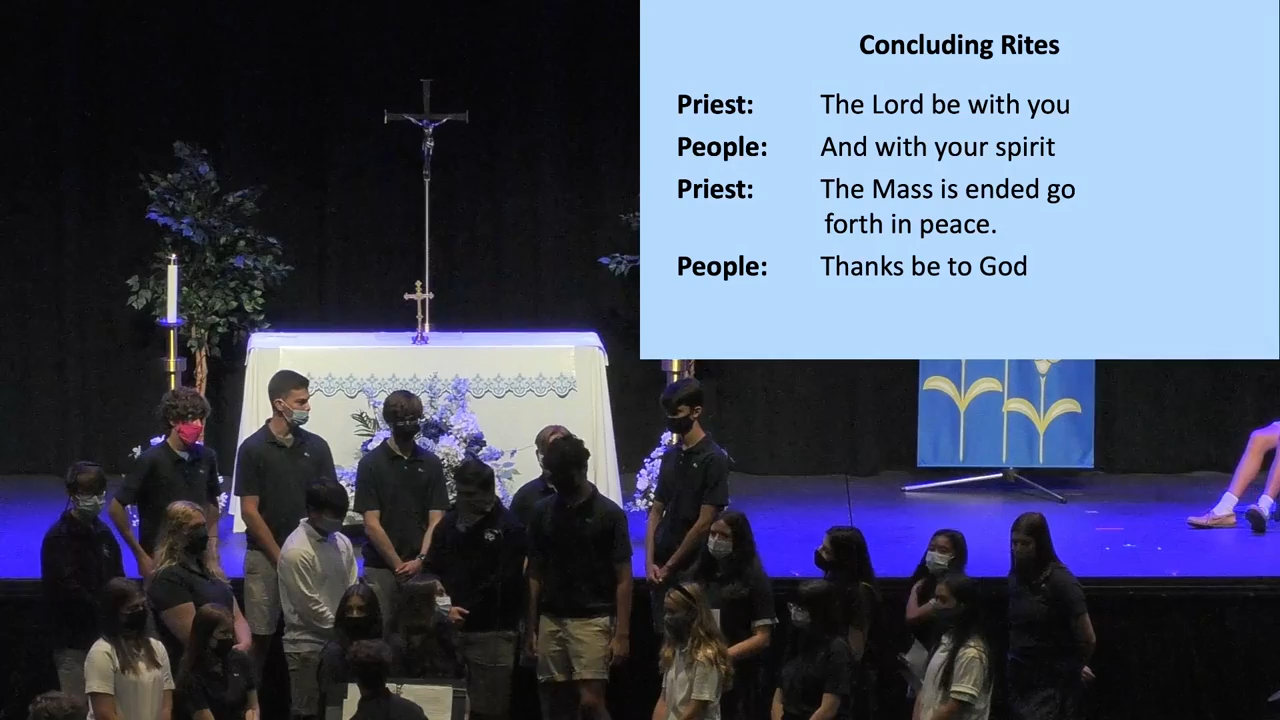 Concluding Rites
Priest: The Lord be with you
People: And with your spirit
Priest: The Mass is ended go
forth in peace.
People: Thanks be to God